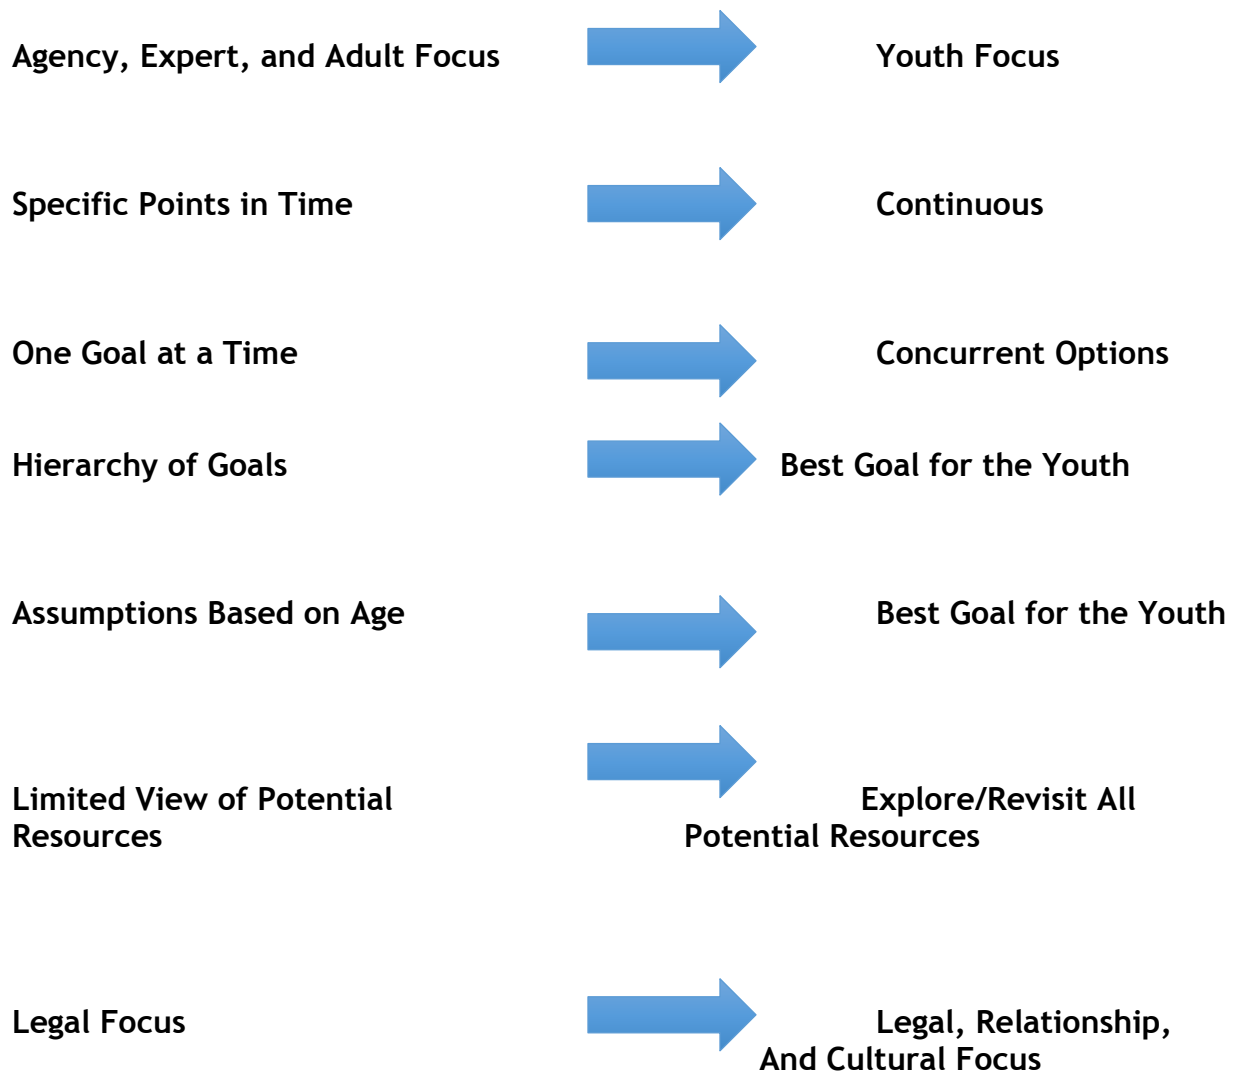 Agency, Expert, and Adult Focus Youth Focus
Specific Points in Time Continuous
One Goal at a Time Concurrent Options
Hierarchy of Goals Best Goal for the Youth
Assumptions Based on Age Best Goal for the Youth
Limited View of Potential Explore/Revisit All
Resources Potential Resources
Legal Focus Legal, Relationship,
And Cultural Focus